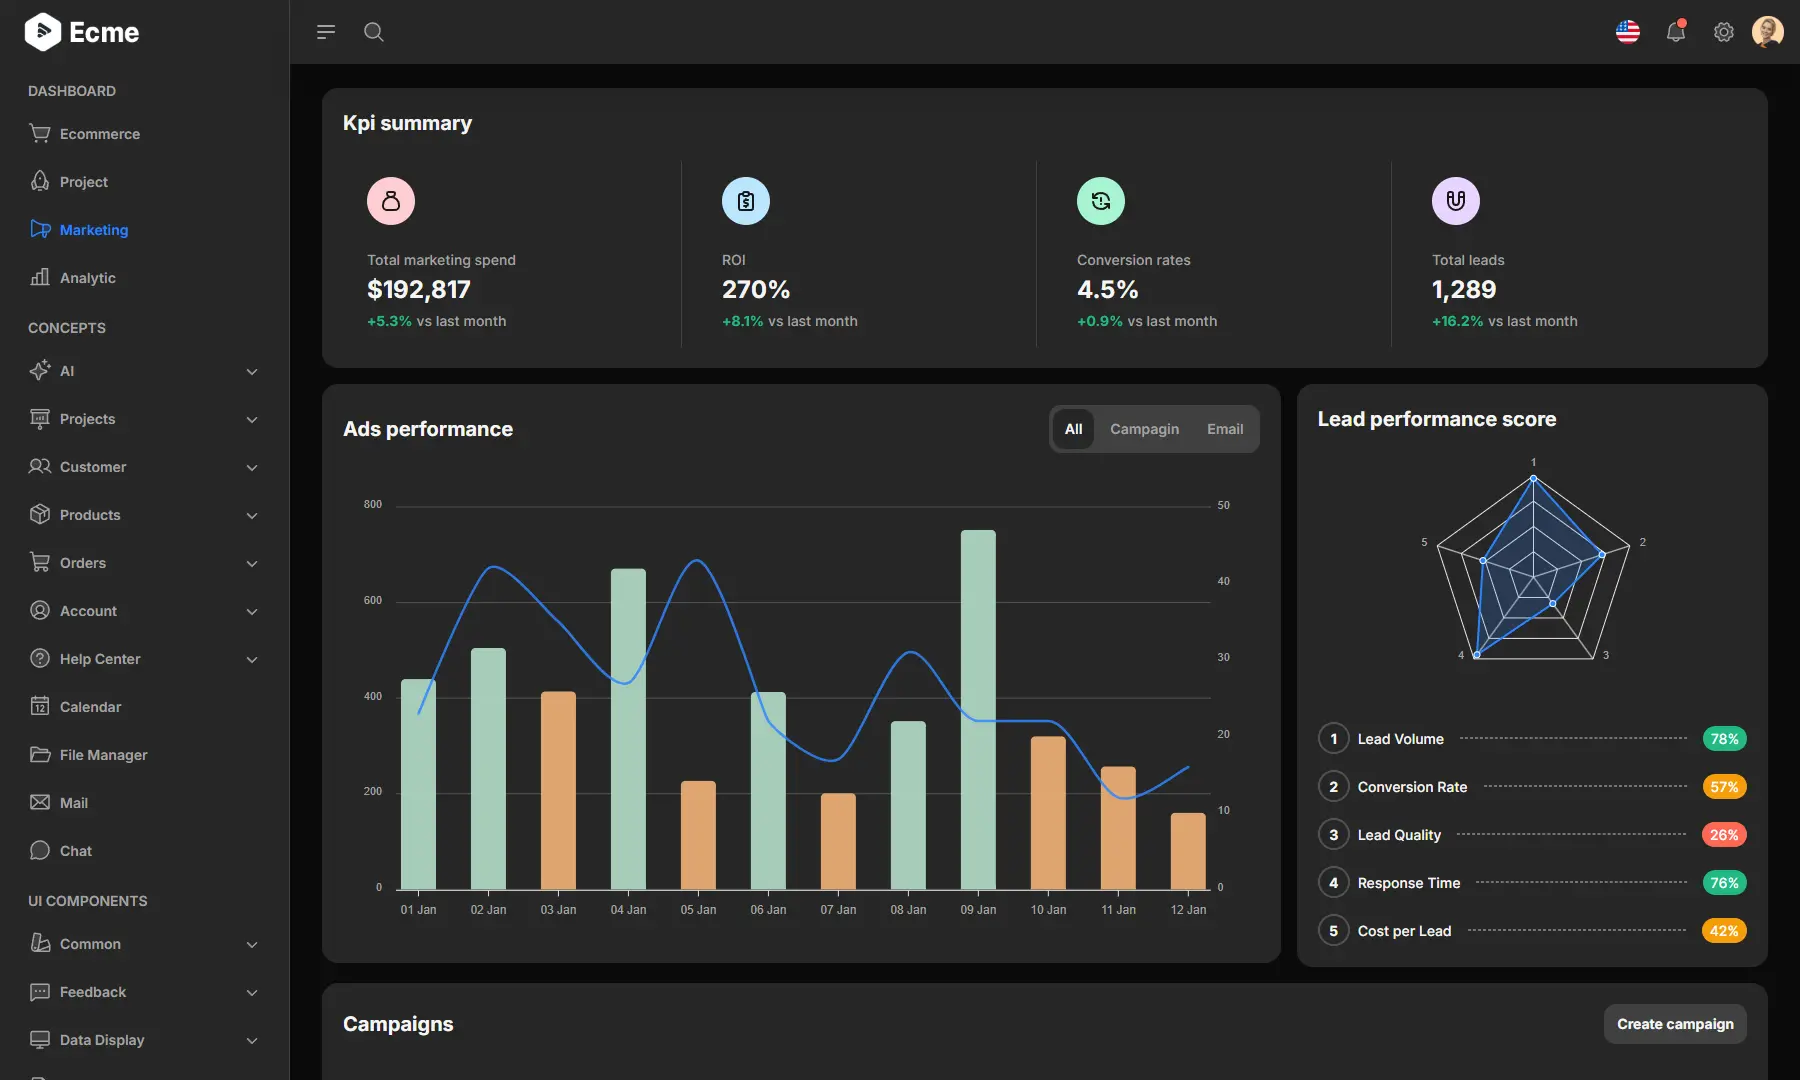 Ecme
DASHBOARD
Ecommerce
Project
Marketing
Analytic
CONCEPTS
AI
Projects
Customer
Products
Orders
Account
Help Center
12
Calendar
File Manager
Mail
Chat
UI COMPONENTS
Common
Feedback
Data Display
Kpi summary
Total marketing spend
$192,817
+5.3% vs last month
ROI
270%
+8.1% vs last month
Conversion rates
4.5%
+0.9% vs last month
Total leads
1,289
+16.2% vs last month
Ads performance
All Campagin Email
800
600
400
200
0
50
40
30
20
10
0
01 Jan 02 Jan 03 Jan 04 Jan 05 Jan 06 Jan 07 Jan 08 Jan 09 Jan 10 Jan 11 Jan 12 Jan
Lead performance score
1
5 2
4 3
1 Lead Volume 78%
2 Conversion Rate 57%
3 Lead Quality 26%
4 Response Time 76%
5 Cost per Lead 42%
Campaigns
Create campaign